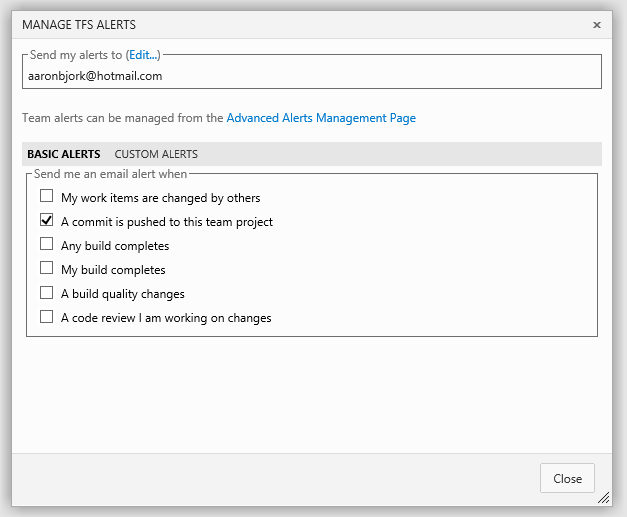 MANAGE TFS ALERTS
Send my alerts to (Edit...)
aaronbjork@hotmail.com
Team alerts can be managed from the Advanced Alerts Management Page
BASIC ALERTS CUSTOM ALERTS
Send me an email alert when
My work items are changed by others
A commit is pushed to this team project
Any build completes
My build completes
A build quality changes
A code review I am working on changes
Close